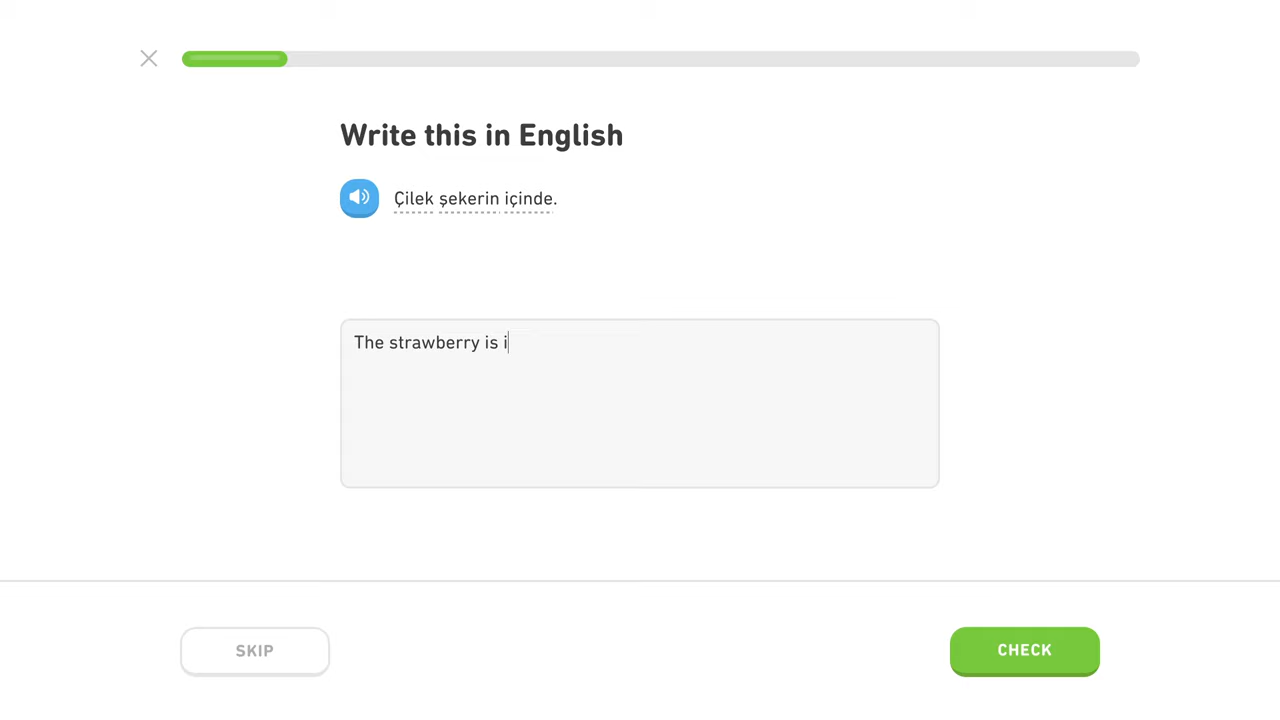 Write this in English
Çilek şekerin içinde.
The strawberry is i
SKIP
CHECK